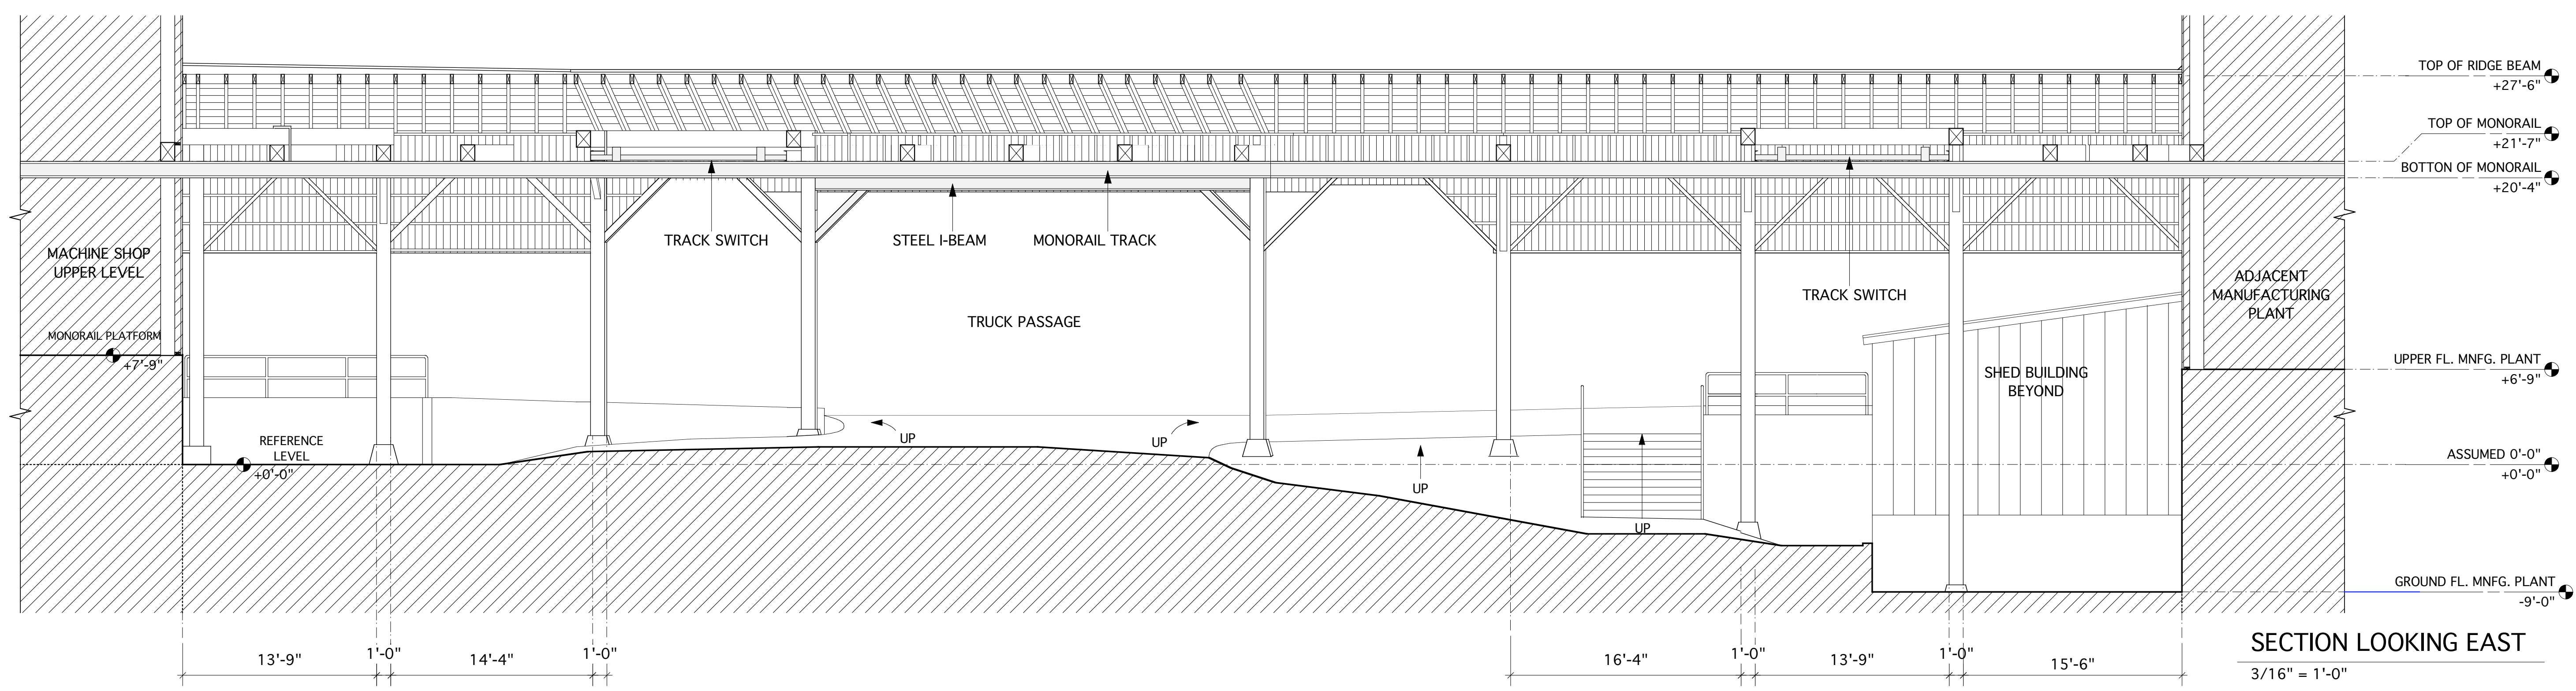 TOP OF RIDGE BEAM
+27'-6"
TOP OF MONORAIL
+21'-7"
BOTTON OF MONORAIL
+20'-4"
TRACK SWITCH
STEEL I-BEAM
MONORAIL TRACK
MACHINE SHOP
UPPER LEVEL
TRACK SWITCH
ADJACENT
MANUFACTURING
PLANT
TRUCK PASSAGE
MONORAIL PLATFORM
+7'-9"
UPPER FL. MNFG. PLANT
+6'-9"
SHED BUILDING
BEYOND
REFERENCE
LEVEL
+0'-0"
UP
UP
UP
UP
ASSUMED 0'-0"
+0'-0"
GROUND FL. MNFG. PLANT
-9'-0"
13'-9"
1'-0"
14'-4"
1'-0"
16'-4"
1'-0"
13'-9"
1'-0"
15'-6"
SECTION LOOKING EAST
3/16" = 1'-0"